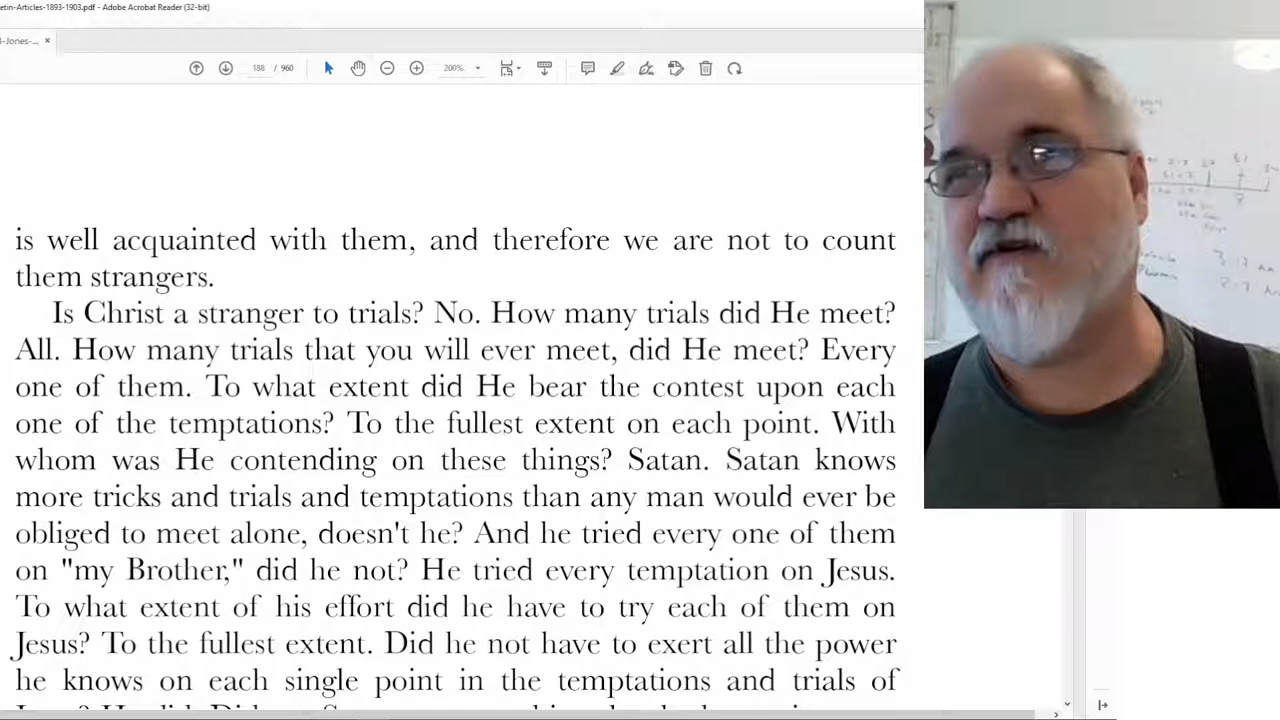 etin-Articles-1893-1903.pdf - Adobe Acrobat Reader (32-bit)
-Jones-... ×
188 / 960
200%
is well acquainted with them, and therefore we are not to count
them strangers.
Is Christ a stranger to trials? No. How many trials did He meet?
All. How many trials that you will ever meet, did He meet? Every
one of them. To what extent did He bear the contest upon each
one of the temptations? To the fullest extent on each point. With
whom was He contending on these things? Satan. Satan knows
more tricks and trials and temptations than any man would ever be
obliged to meet alone, doesn't he? And he tried every one of them
on "my Brother," did he not? He tried every temptation on Jesus.
To what extent of his effort did he have to try each of them on
Jesus? To the fullest extent. Did he not have to exert all the power
he knows on each single point in the temptations and trials of